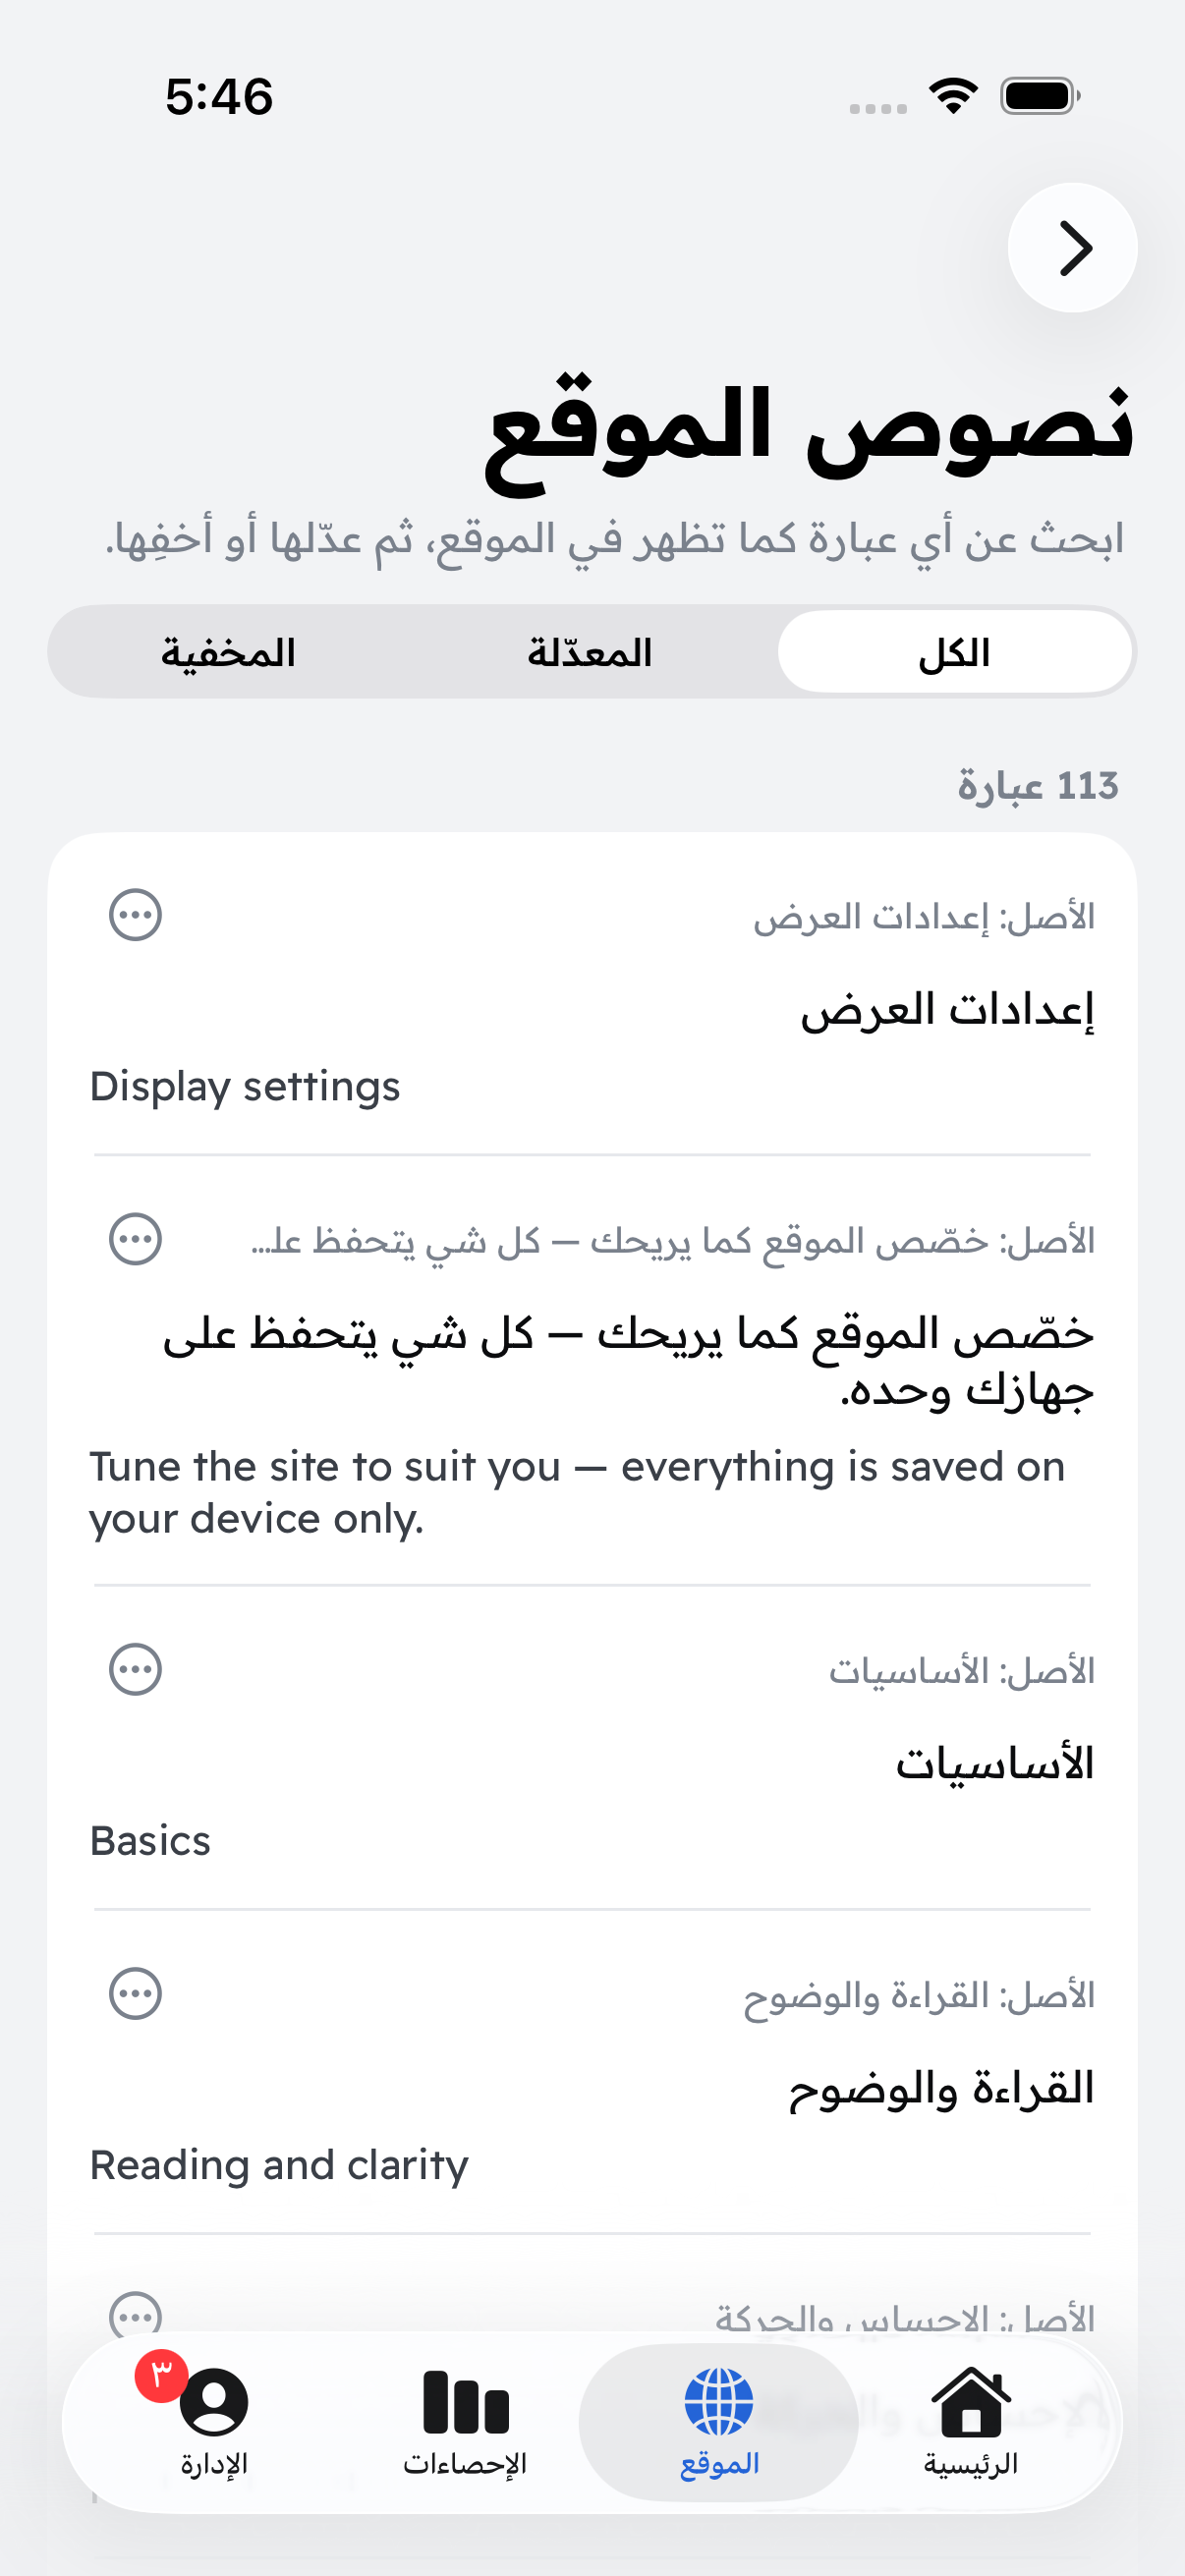 5:46
نصوص الموقع
ابحث عن أي عبارة كما تظهر في الموقع، ثم عدّلها أو أخفِها.
الكل
المعدّلة
المخفية
113 عبارة
الأصل: إعدادات العرض
إعدادات العرض
Display settings
الأصل: خصّص الموقع كما يريحك — كل شي يتحفظ علـ...
خصّص الموقع كما يريحك — كل شي يتحفظ على
جهازك وحده.
Tune the site to suit you — everything is saved on
your device only.
الأصل: الأساسيات
الأساسيات
Basics
الأصل: القراءة والوضوح
القراءة والوضوح
Reading and clarity
الأصل: الإحساس والحركة
الرئيسية
الموقع
الإحصاءات
الإدارة
٣